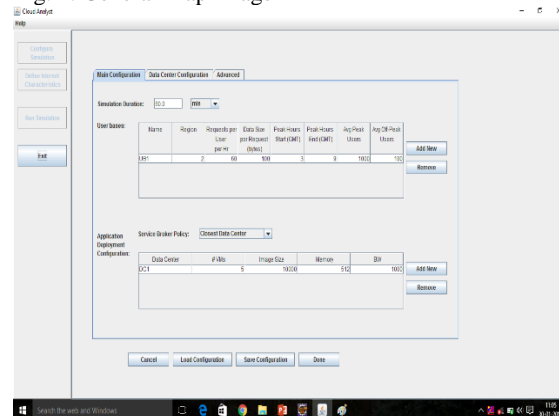 Cloud Analyst
Help
Configure
Simulation
Define Internet
Characteristics
Run Simulation
Exit
Main Configuration Data Center Configuration Advanced
Simulation Duration: 60.0 min
User bases:
Name Region Requests per User per Hr Data Size per Request (bytes) Peak Hours Start (GMT) Peak Hours End (GMT) Avg Peak Users Avg Off-Peak Users
UB1 2 60 100 3 9 1000 100
Add New
Remove
Application
Deployment
Configuration:
Service Broker Policy: Closest Data Center
Data Center # VMs Image Size Memory BW
DC1 5 10000 512 1000
Add New
Remove
Cancel Load Configuration Save Configuration Done
Search the web and Windows